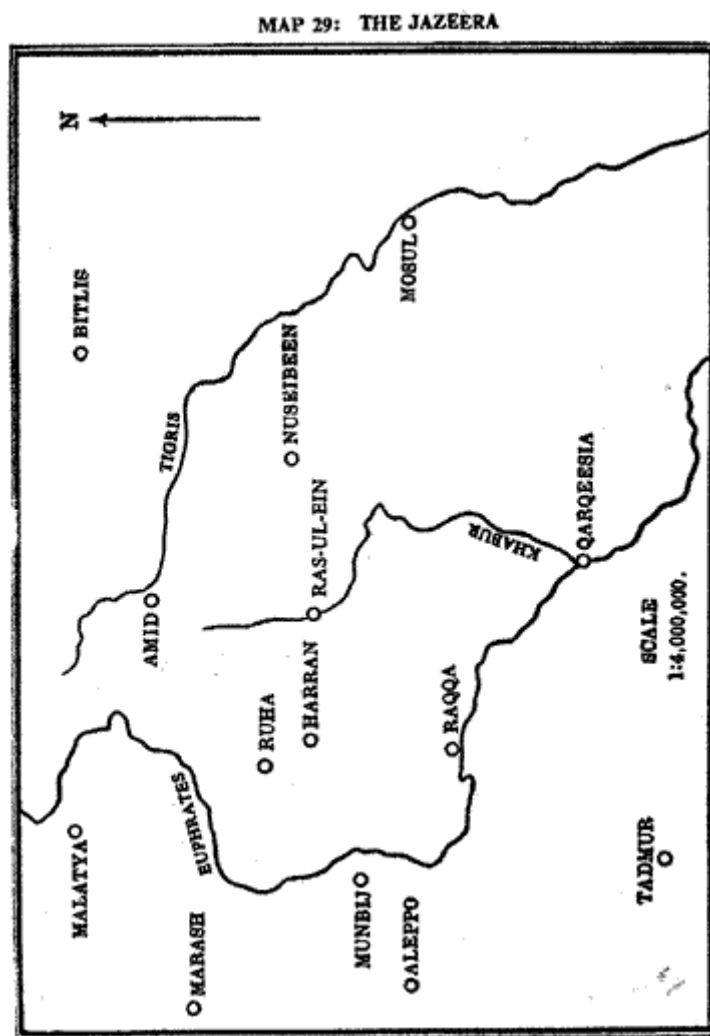 MAP 29: THE JAZEERA
N
BITLIS
MALATYA
TIGRIS
AMID
MARASH
EUPHRATES
NUSEIBEEN
RUHA
RAS-UL-EIN
HARRAN
MOSUL
MUNBIJ
ALEPPO
RAQQA
KHABUR
QARQEESIA
TADMUR
SCALE
1:4,000,000.